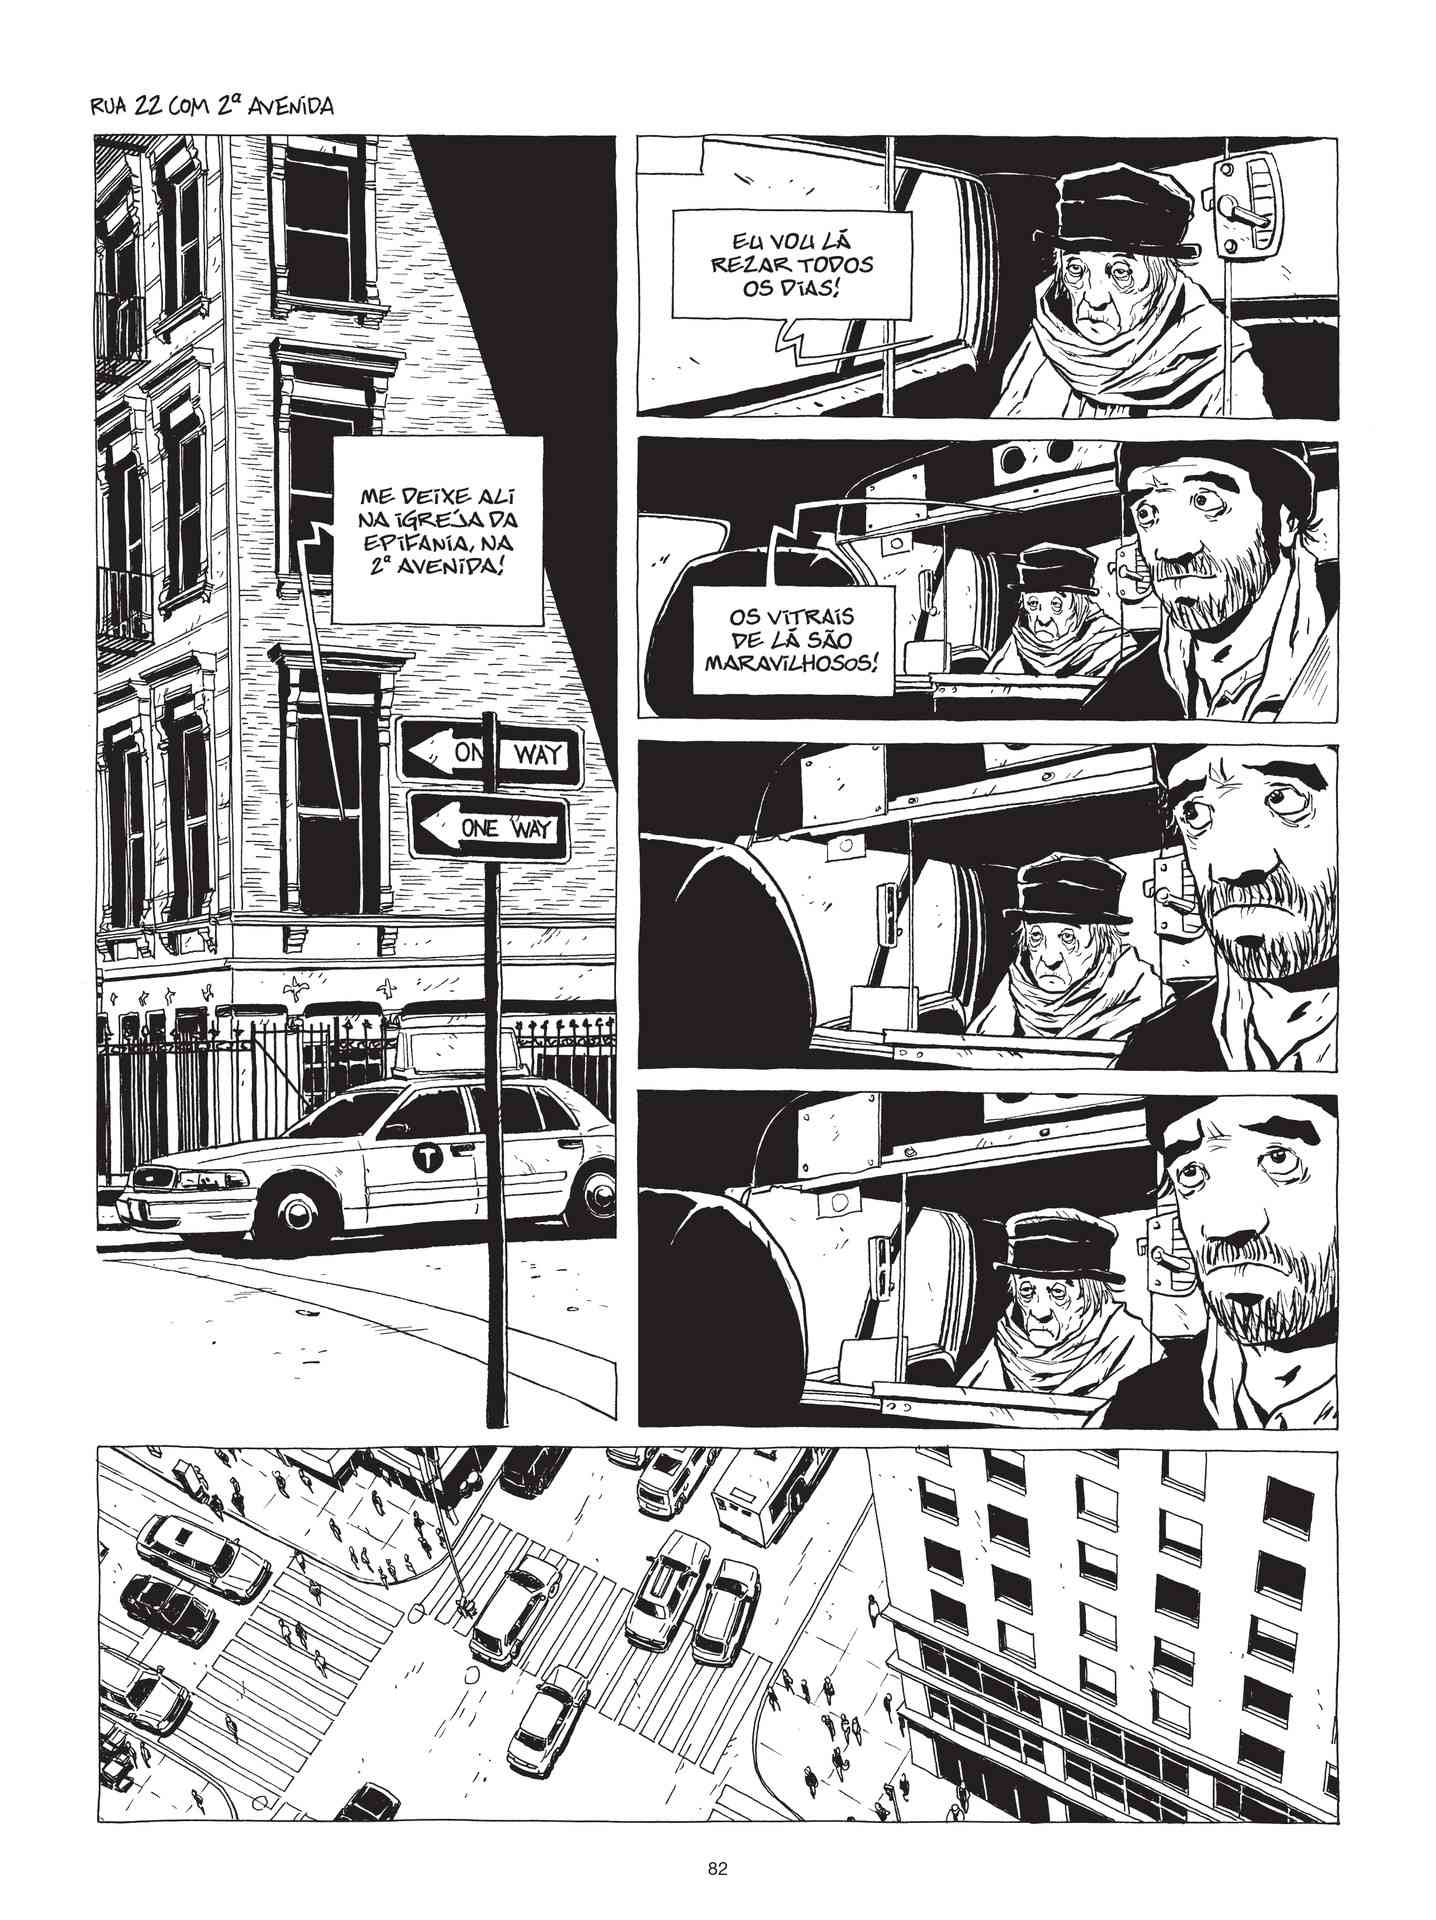 RUA 22 COM 2ª AVENIDA
ME DEIXE ALI
NA IGREJA DA
EPIFANIA, NA
2ª AVENIDA!
ON WAY
ONE WAY
T
EU VOU LÁ
REZAR TODOS
OS DIAS!
OS VITRAIS
DE LÁ SÃO
MARAVILHOSOS!
82